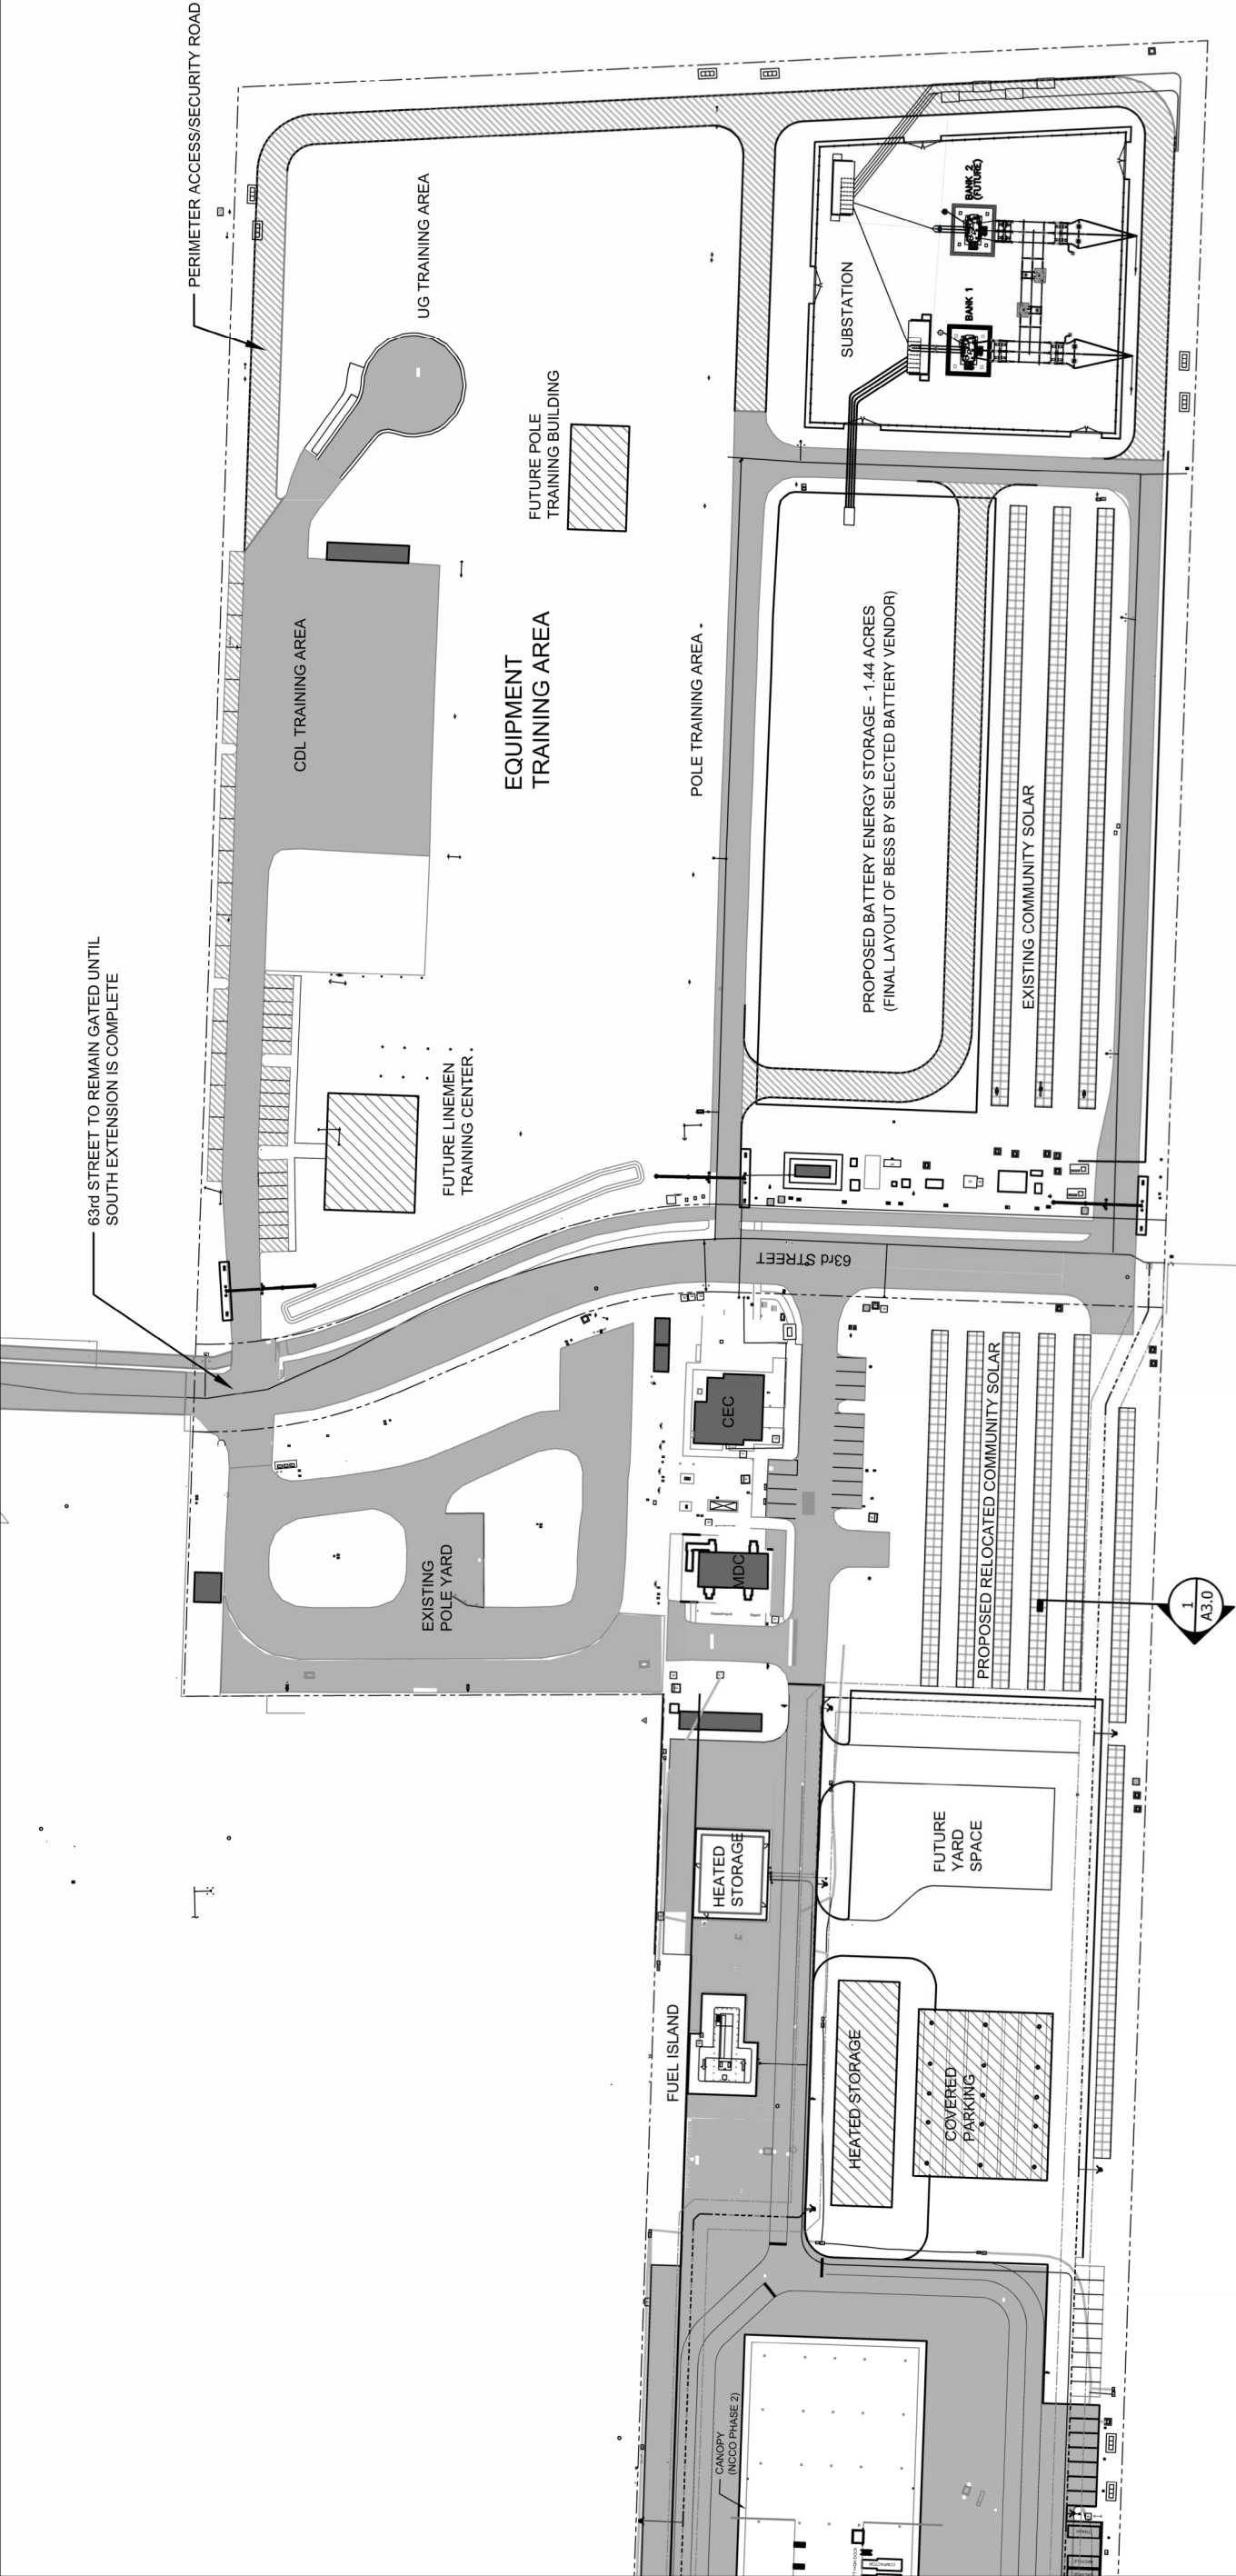 PERIMETER ACCESS/SECURITY ROAD
UG TRAINING AREA
SUBSTATION
BANK 1
BANK 2
(FUTURE)
FUTURE POLE
TRAINING BUILDING
CDL TRAINING AREA
EQUIPMENT
TRAINING AREA
POLE TRAINING AREA
PROPOSED BATTERY ENERGY STORAGE - 1.44 ACRES
(FINAL LAYOUT OF BESS BY SELECTED BATTERY VENDOR)
EXISTING COMMUNITY SOLAR
63rd STREET TO REMAIN GATED UNTIL
SOUTH EXTENSION IS COMPLETE
FUTURE LINEMEN
TRAINING CENTER
63rd STREET
CEC
MDC
EXISTING
POLE YARD
PROPOSED RELOCATED COMMUNITY SOLAR
1
A3.0
HEATED
STORAGE
FUTURE
YARD
SPACE
FUEL ISLAND
HEATED STORAGE
COVERED
PARKING
CANOPY
(NCCO PHASE 2)
COMPACTOR